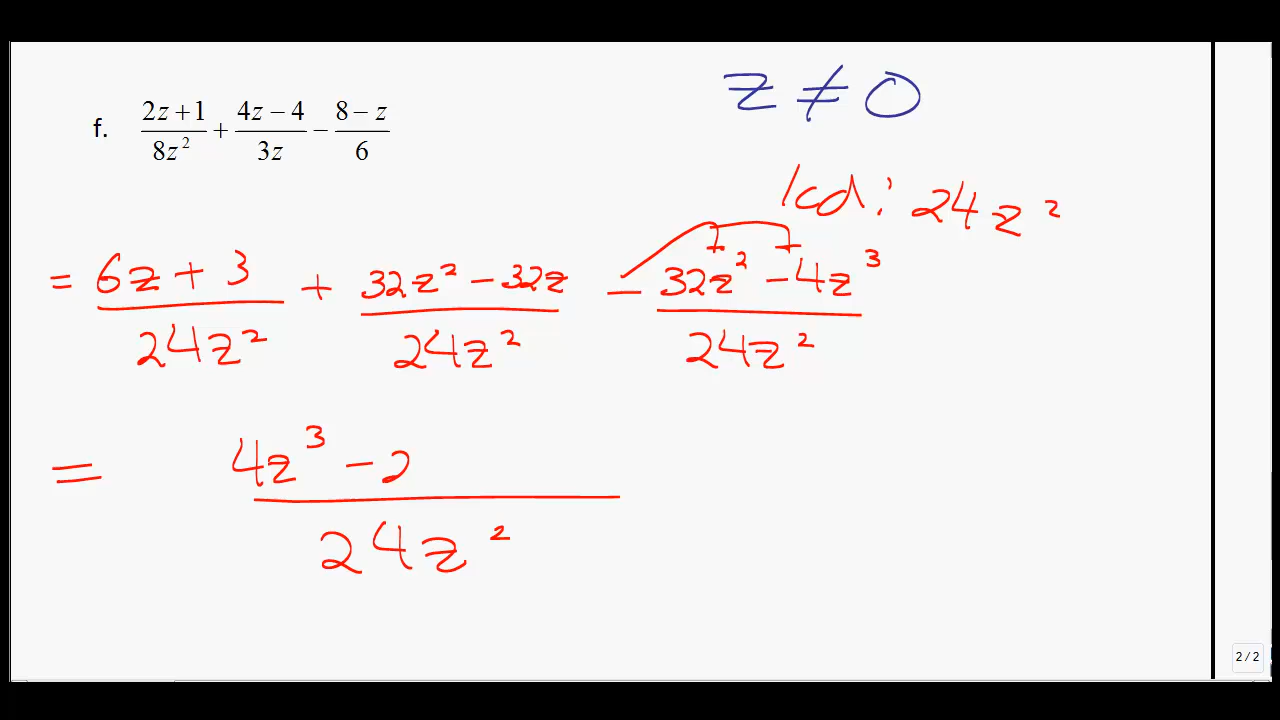 z ≠ 0
f. (2z + 1)/(8z²) + (4z − 4)/(3z) − (8 − z)/6
lcd: 24z²
= (6z + 3)/(24z²) + (32z² − 32z)/(24z²) − (32z² − 4z³)/(24z²)
+ +
= (4z³ − 2)/(24z²)
2 / 2